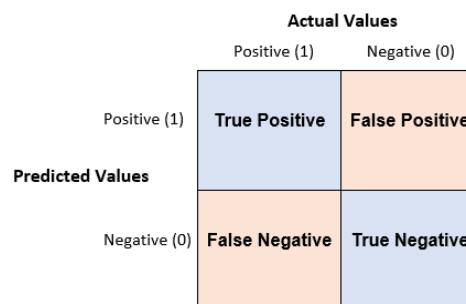 Actual Values
Positive (1) Negative (0)
Positive (1) True Positive False Positive
Predicted Values
Negative (0) False Negative True Negative